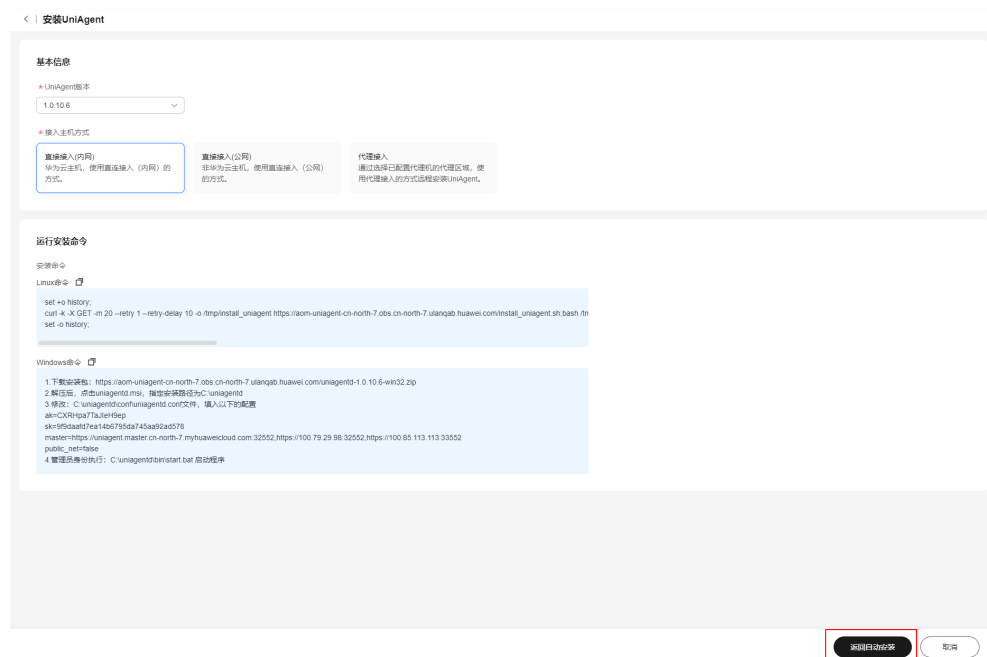 安装UniAgent
基本信息
* UniAgent版本
1.0.10.6
* 接入主机方式
直接接入(内网)
华为云主机，使用直连接入（内网）的
方式。
直接接入(公网)
非华为云主机，使用直连接入（公网）
的方式。
代理接入
通过选择已配置代理机的代理区域，使
用代理接入的方式远程安装UniAgent。
运行安装命令
安装命令
Linux命令
set +o history;
curl -k -X GET -m 20 --retry 1 --retry-delay 10 -o /tmp/install_uniagent https://aom-uniagent-cn-north-7.obs.cn-north-7.ulanqab.huawei.com/install_uniagent.sh;bash /tm
set -o history;
Windows命令
1.下载安装包：https://aom-uniagent-cn-north-7.obs.cn-north-7.ulanqab.huawei.com/uniagentd-1.0.10.6-win32.zip
2.解压后，点击uniagentd.msi，指定安装路径为C:\uniagentd
3.修改：C:\uniagentd\conf\uniagentd.conf文件，填入以下的配置
ak=CXRHpa7TaJIeH9ep
sk=9f9daafd7ea14b6795da745aa92ad578
master=https://uniagent.master.cn-north-7.myhuaweicloud.com:32552,https://100.79.29.98:32552,https://100.85.113.113:33552
public_net=false
4.管理员身份执行：C:\uniagentd\bin\start.bat 启动程序
返回自动安装
取消